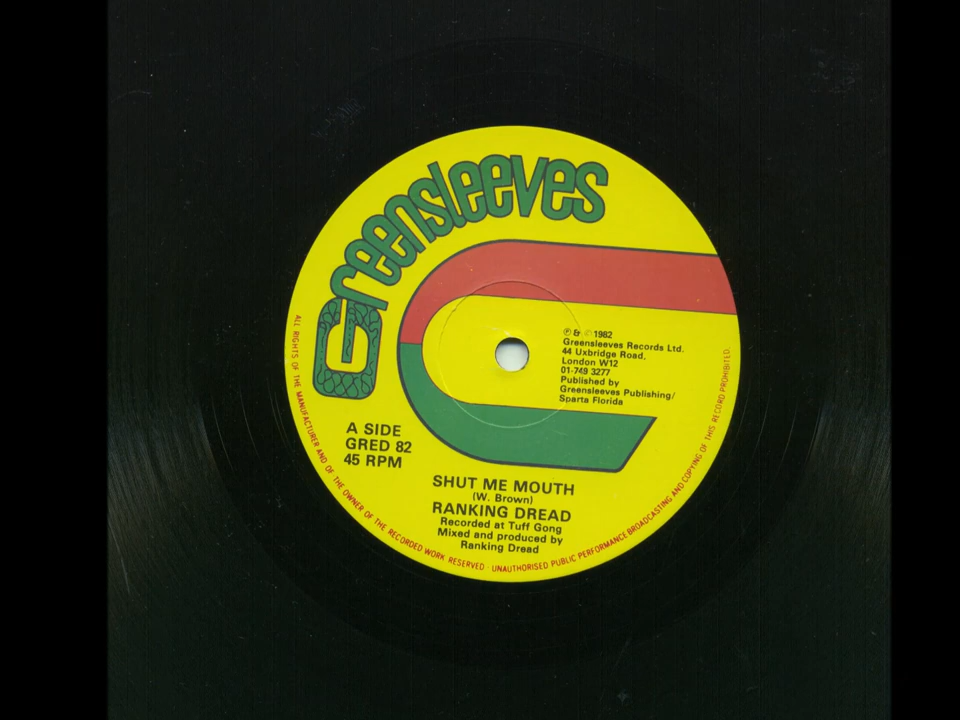 Greensleeves
℗ & © 1982
Greensleeves Records Ltd.
44 Uxbridge Road,
London W12
01-749 3277
Published by
Greensleeves Publishing/
Sparta Florida
A SIDE
GRED 82
45 RPM
SHUT ME MOUTH
(W. Brown)
RANKING DREAD
Recorded at Tuff Gong
Mixed and produced by
Ranking Dread
ALL RIGHTS OF THE MANUFACTURER AND OF THE OWNER OF THE RECORDED WORK RESERVED · UNAUTHORISED PUBLIC PERFORMANCE BROADCASTING AND COPYING OF THIS RECORD PROHIBITED